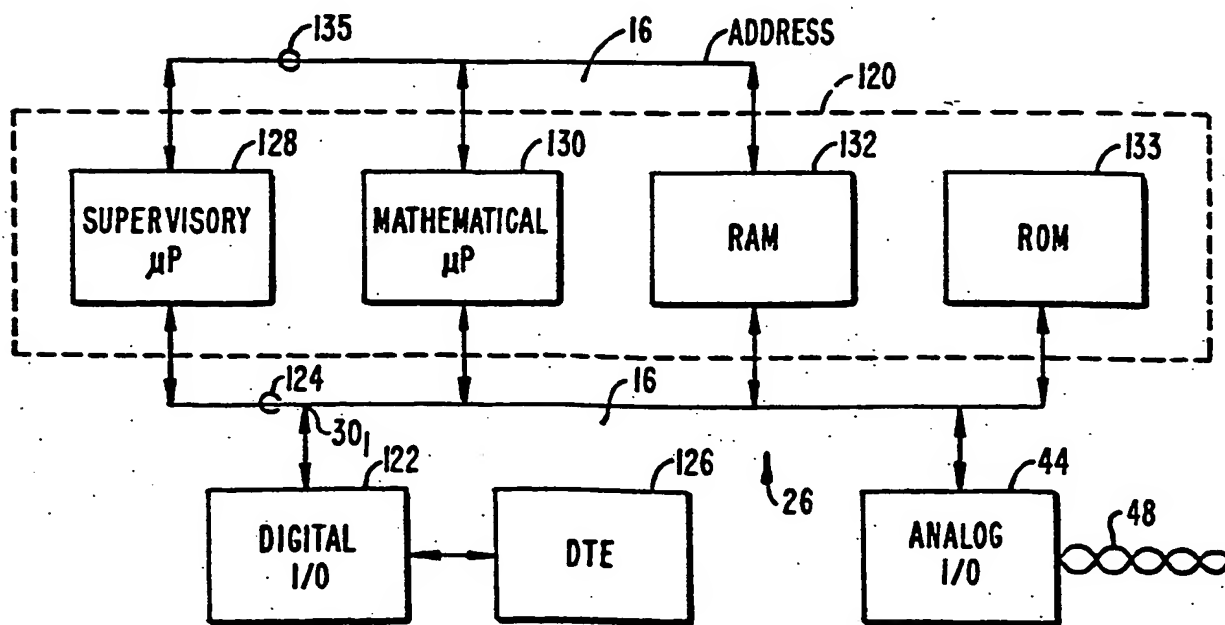 135
16
ADDRESS
120
128
130
132
133
SUPERVISORY
μP
MATHEMATICAL
μP
RAM
ROM
124
16
30₁
122
126
26
44
48
DIGITAL
I/O
DTE
ANALOG
I/O